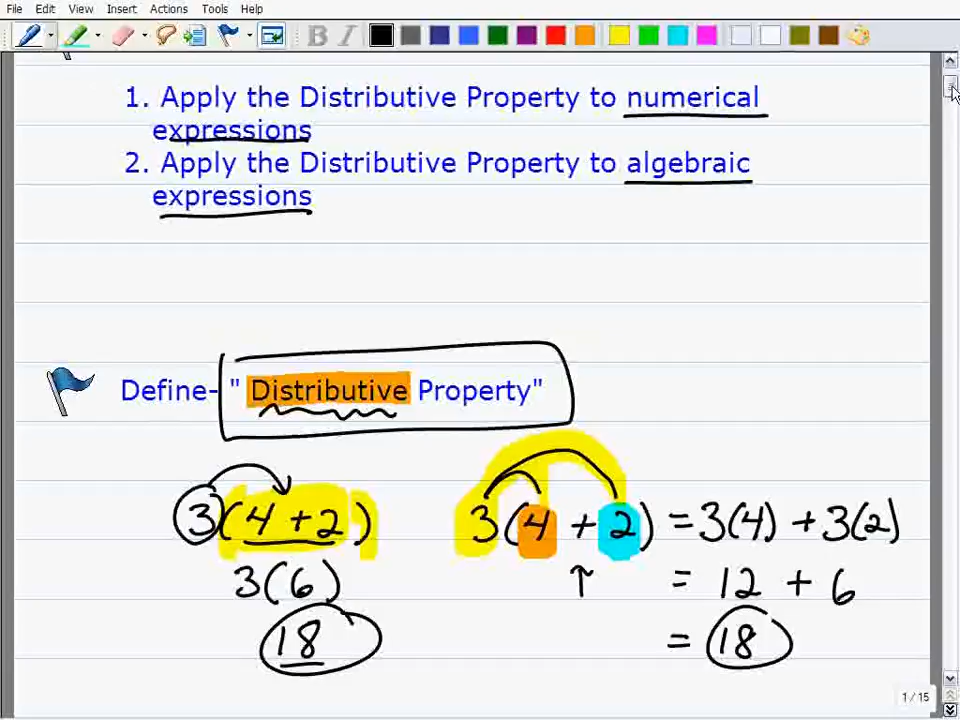 File Edit View Insert Actions Tools Help
B I
1. Apply the Distributive Property to numerical
expressions
2. Apply the Distributive Property to algebraic
expressions
Define- " Distributive Property"
3(4+2) 3(4 + 2) = 3(4) + 3(2)
3(6) ↑ = 12 + 6
18 = 18
1 / 15